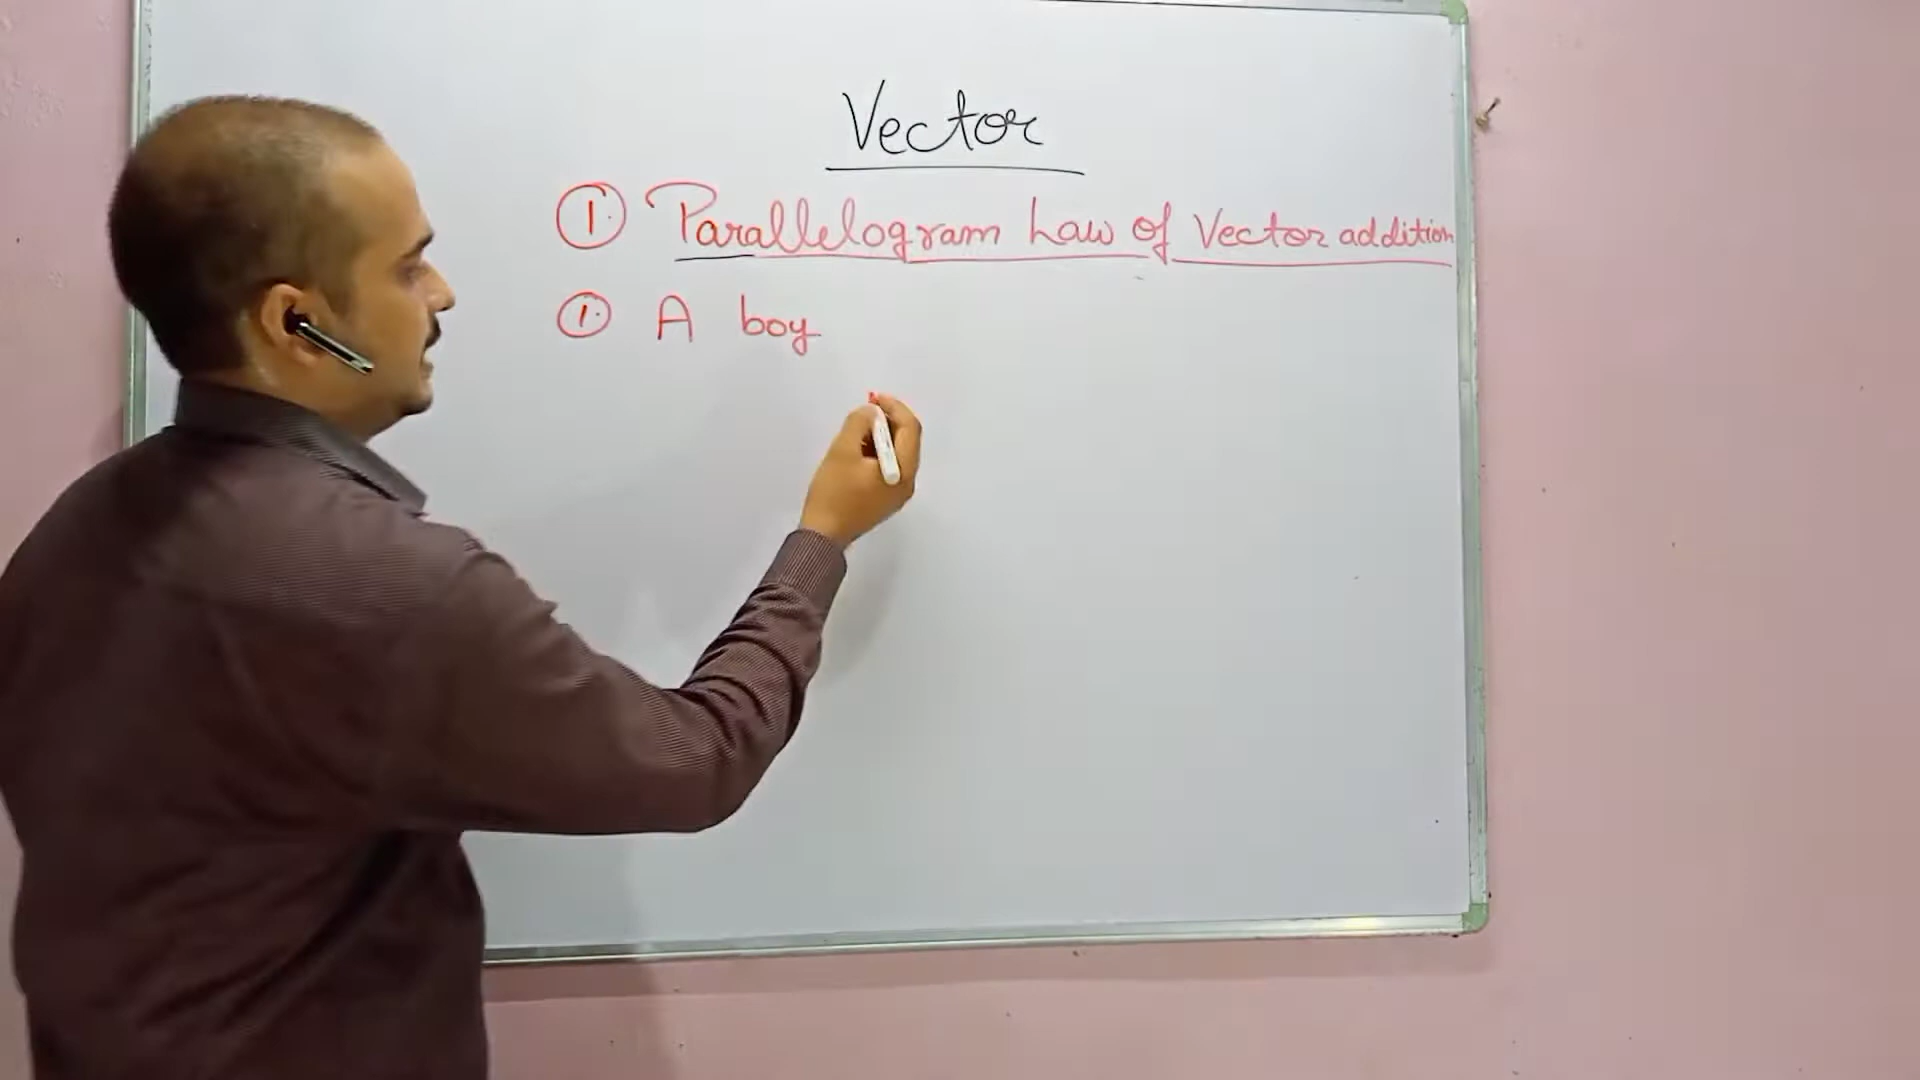 Vector
① Parallelogram Law of Vector addition
① A boy